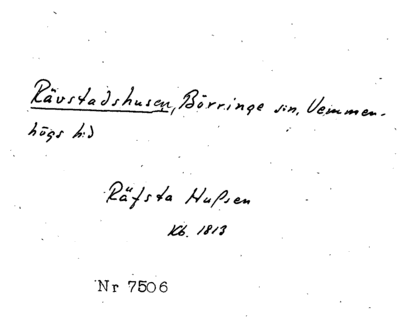 Rävstadshusen, Börringe sn, Vemmen-
högs hd
Räfsta Hußen
Kb. 1813
Nr 7506